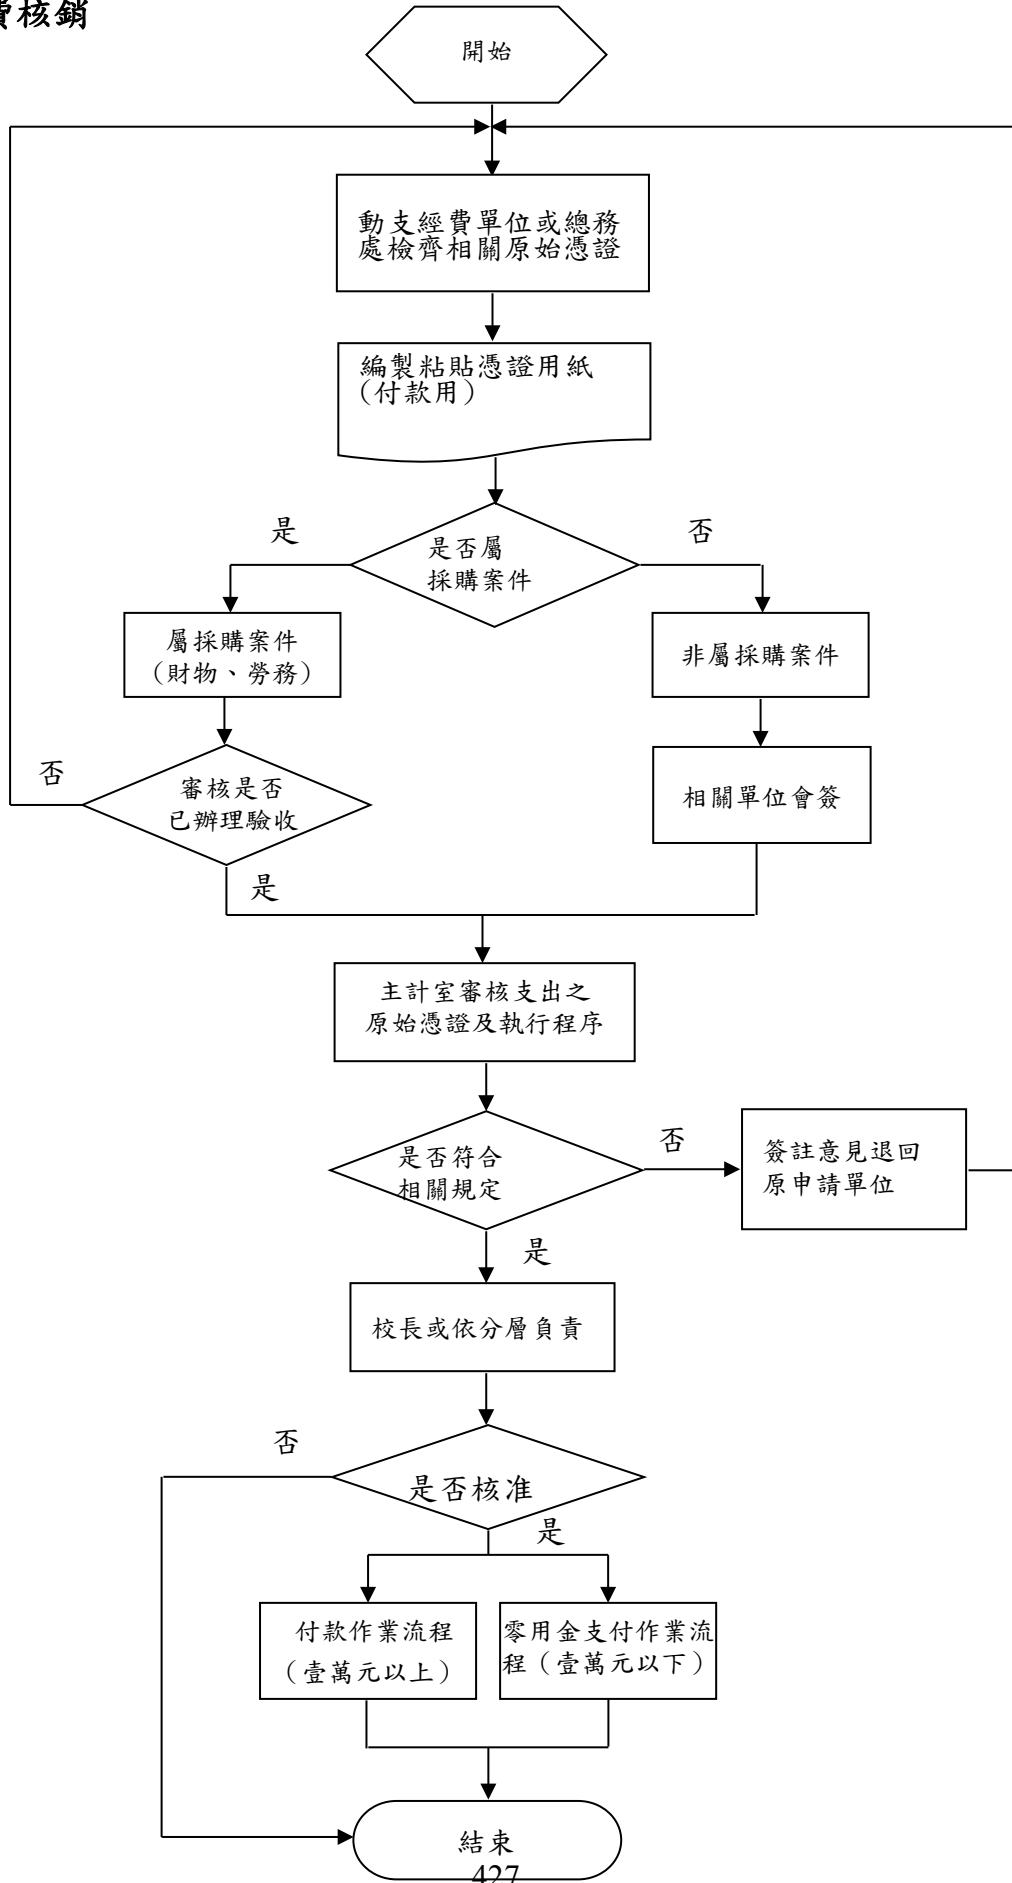 費核銷
開始
動支經費單位或總務
處檢齊相關原始憑證
編製粘貼憑證用紙
(付款用)
是
否
是否屬
採購案件
屬採購案件
(財物、勞務)
非屬採購案件
否
審核是否
已辦理驗收
相關單位會簽
是
主計室審核支出之
原始憑證及執行程序
是否符合
相關規定
否
簽註意見退回
原申請單位
是
校長或依分層負責
否
是否核准
是
付款作業流程
（壹萬元以上）
零用金支付作業流
程（壹萬元以下）
結束
427